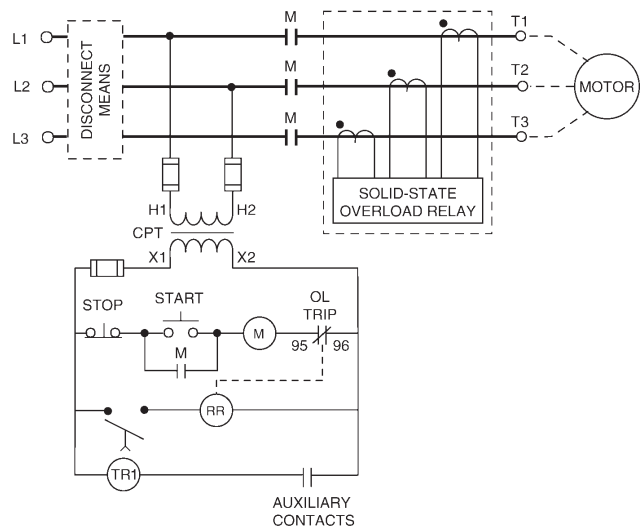 M
T1
L1
M
T2
L2
DISCONNECT
MEANS
MOTOR
M
T3
L3
SOLID-STATE
OVERLOAD RELAY
H1
H2
CPT
X1
X2
START
STOP
OL
TRIP
M
95
96
M
RR
TR1
AUXILIARY
CONTACTS